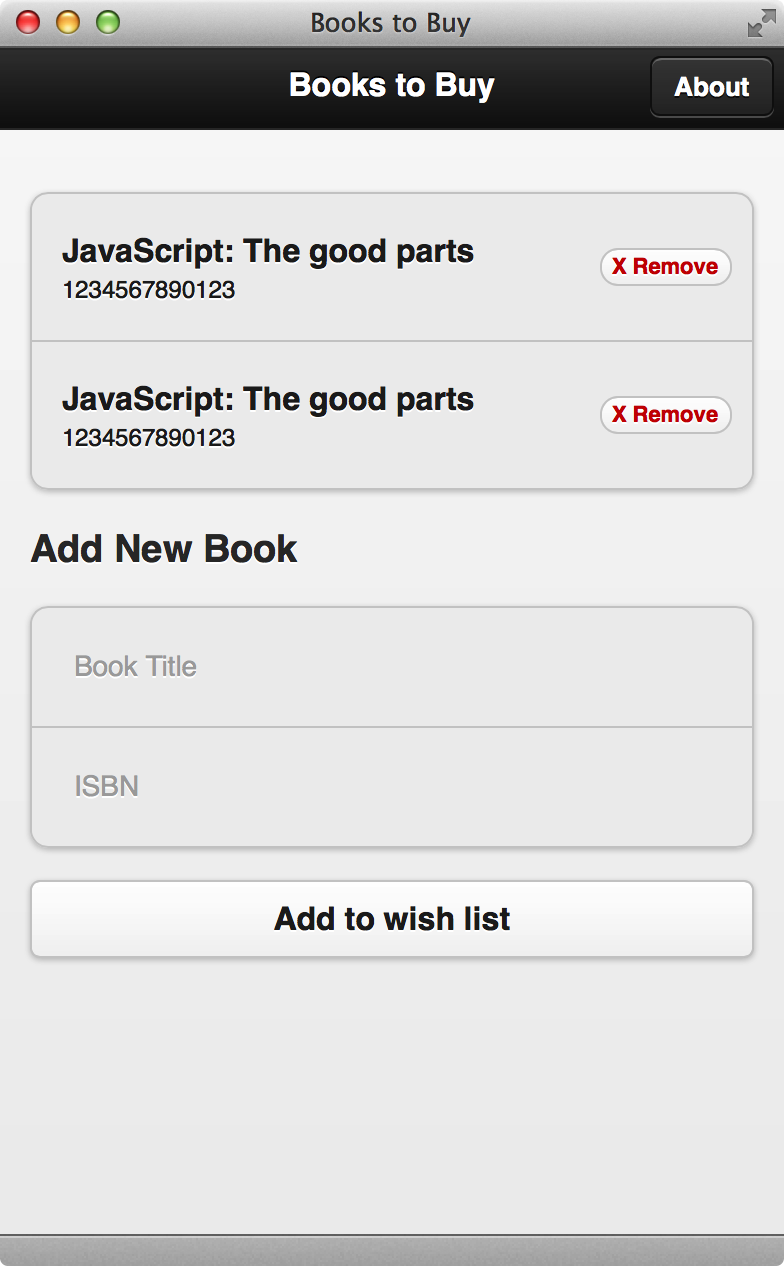 Books to Buy
Books to Buy
About
JavaScript: The good parts
1234567890123
X Remove
JavaScript: The good parts
1234567890123
X Remove
Add New Book
Book Title
ISBN
Add to wish list